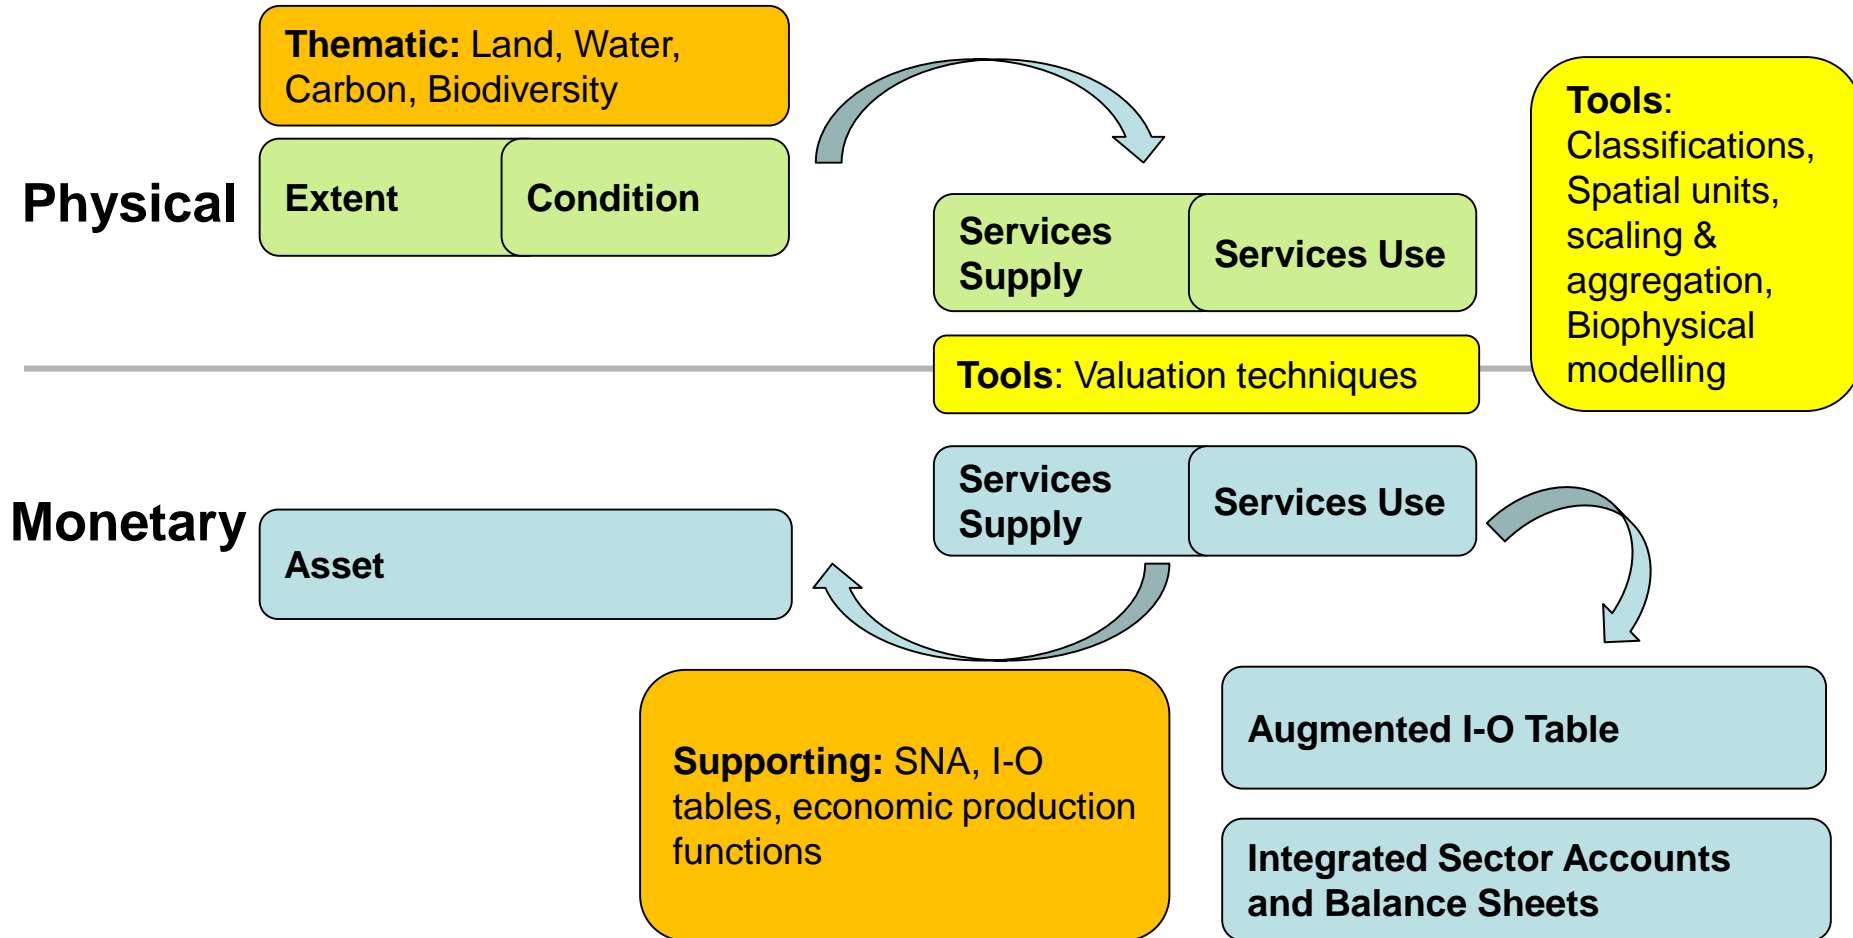 Thematic: Land, Water,
Carbon, Biodiversity
Physical
Extent
Condition
Services
Supply
Services Use
Tools:
Classifications,
Spatial units,
scaling &
aggregation,
Biophysical
modelling
Tools: Valuation techniques
Monetary
Asset
Services
Supply
Services Use
Supporting: SNA, I-O
tables, economic production
functions
Augmented I-O Table
Integrated Sector Accounts
and Balance Sheets